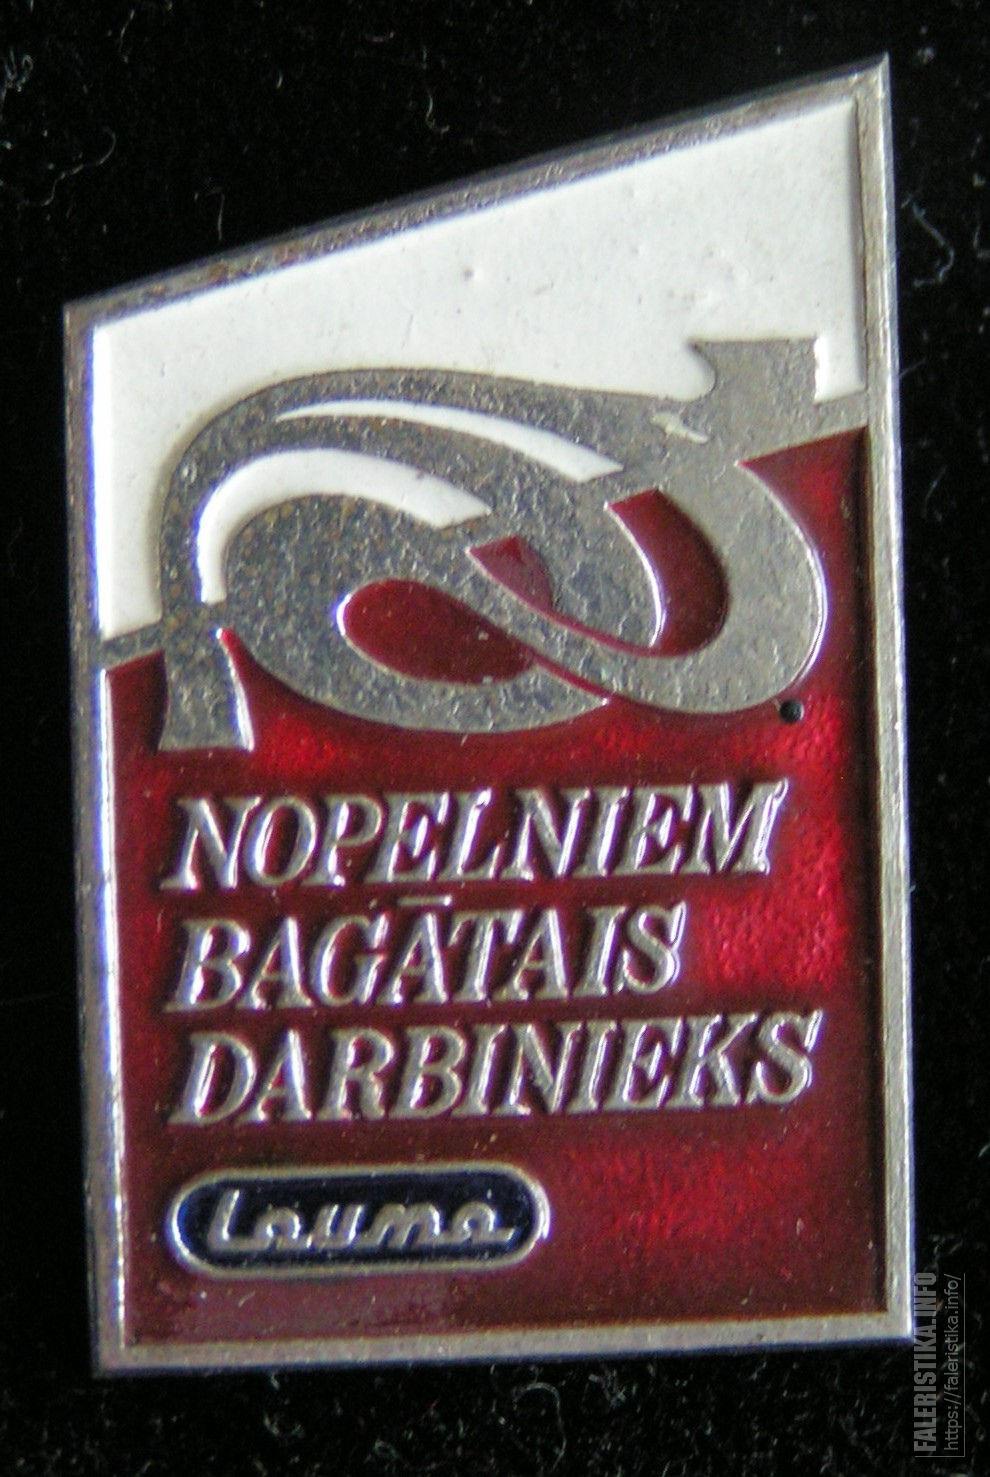 NOPELNIEM
BAGĀTAIS
DARBINIEKS
Lauma
FALERISTIKA.INFO
https://faleristika.info/